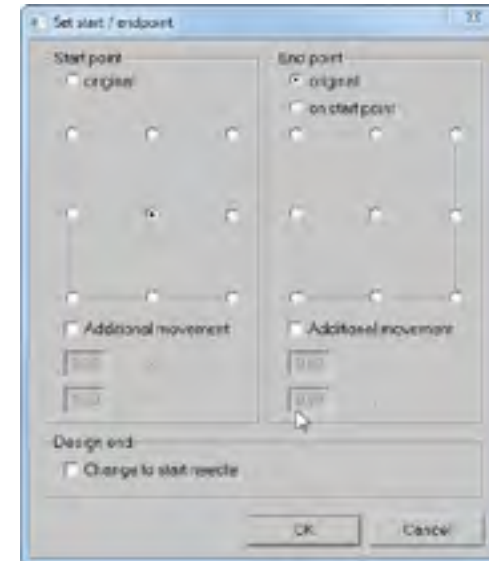 Set start / endpoint
Start point
original
End point
original
on start point
Additional movement
Additional movement
Design end
Change to start needle
OK
Cancel